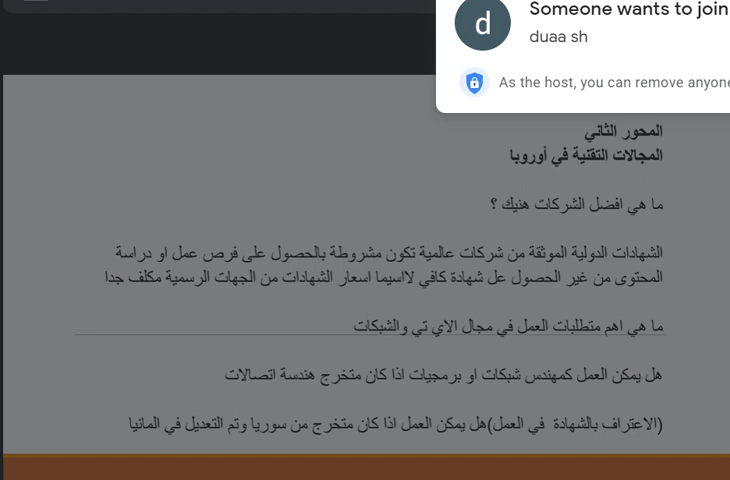 Someone wants to join
d
duaa sh
As the host, you can remove anyone
المحور الثاني
المجالات التقنية في أوروبا
ما هي افضل الشركات هنيك ؟
الشهادات الدولية الموثقة من شركات عالمية تكون مشروطة بالحصول على فرص عمل او دراسة
المحتوى من غير الحصول عل شهادة كافي لااسيما اسعار الشهادات من الجهات الرسمية مكلف جدا
ما هي اهم متطلبات العمل في مجال الاي تي والشبكات
هل يمكن العمل كمهندس شبكات او برمجيات اذا كان متخرج هندسة اتصالات
(الاعتراف بالشهادة  في العمل)هل يمكن العمل اذا كان متخرج من سوريا وتم التعديل في المانيا